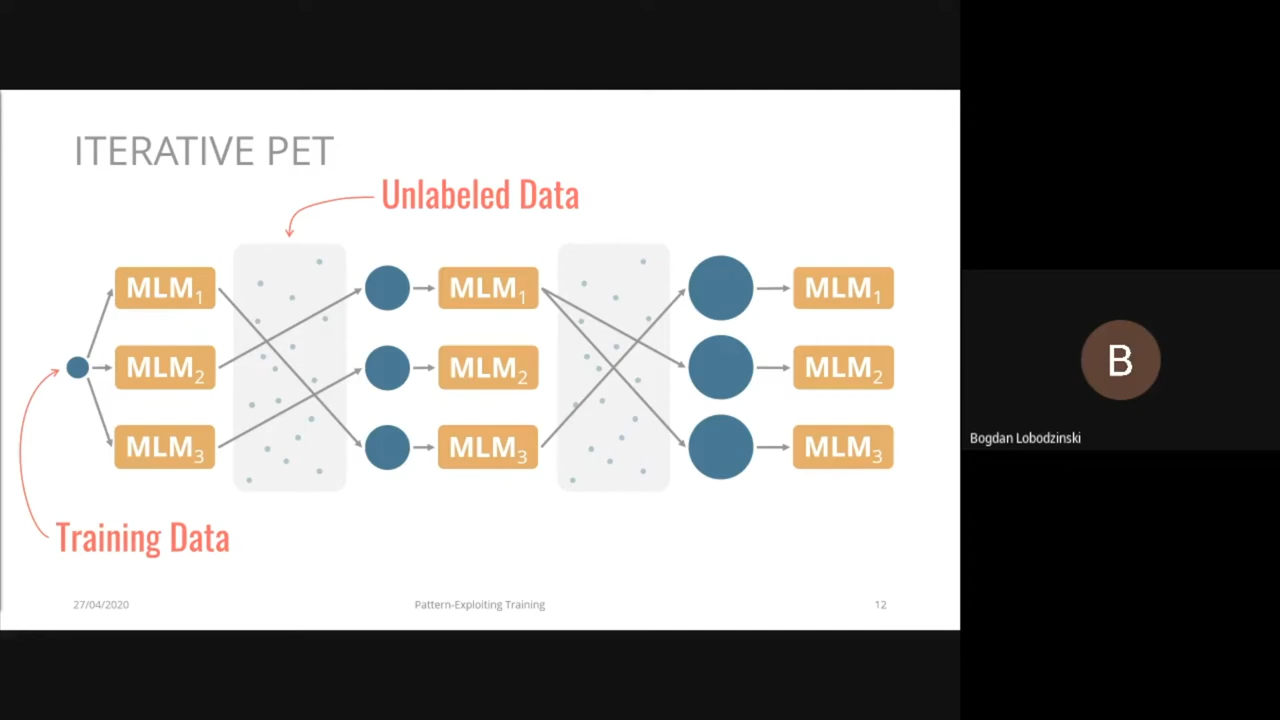 ITERATIVE PET
Unlabeled Data
MLM1 MLM1 MLM1
MLM2 MLM2 MLM2
MLM3 MLM3 MLM3
Training Data
27/04/2020 Pattern-Exploiting Training 12
B
Bogdan Lobodzinski